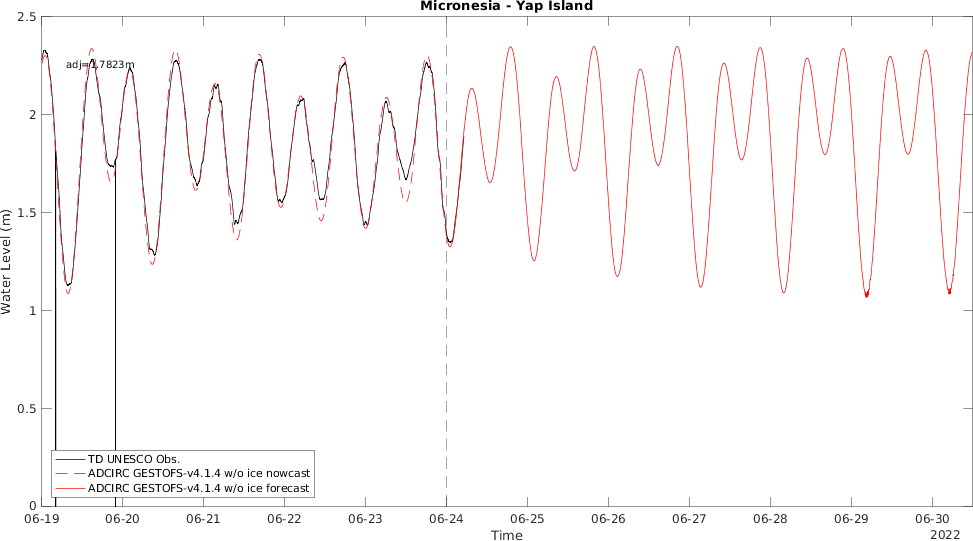 Micronesia - Yap Island
2.5
2
1.5
1
0.5
0
Water Level (m)
adj=1.7823m
TD UNESCO Obs.
ADCIRC GESTOFS-v4.1.4 w/o ice nowcast
ADCIRC GESTOFS-v4.1.4 w/o ice forecast
06-19 06-20 06-21 06-22 06-23 06-24 06-25 06-26 06-27 06-28 06-29 06-30
2022
Time